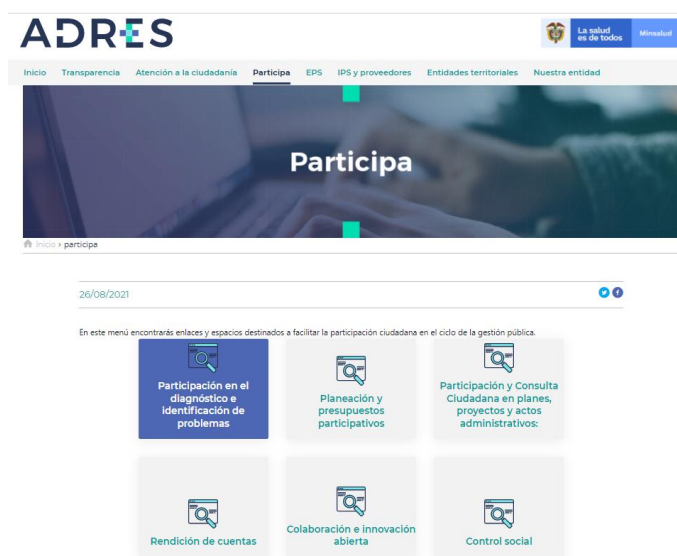 ADRES
La salud
es de todos
Minsalud
Inicio Transparencia Atención a la ciudadanía Participa EPS IPS y proveedores Entidades territoriales Nuestra entidad
Participa
Inicio › participa
26/08/2021
En este menú encontrarás enlaces y espacios destinados a facilitar la participación ciudadana en el ciclo de la gestión pública.
Participación en el
diagnóstico e
identificación de
problemas
Planeación y
presupuestos
participativos
Participación y Consulta
Ciudadana en planes,
proyectos y actos
administrativos:
Rendición de cuentas
Colaboración e innovación
abierta
Control social